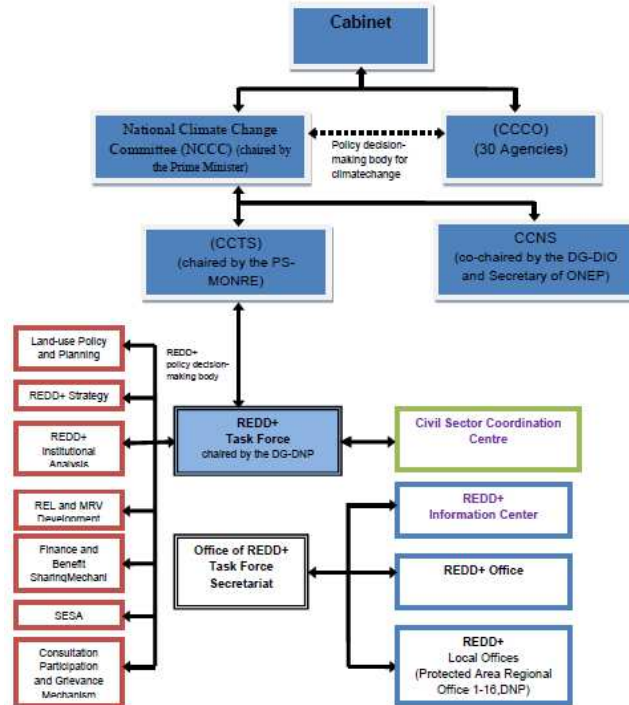 Cabinet
National Climate Change
Committee (NCCC) (chaired by
the Prime Minister)
Policy decision-
making body for
climatechange
(CCCO)
(30 Agencies)
(CCTS)
(chaired by the PS-
MONRE)
CCNS
(co-chaired by the DG-DIO
and Secretary of ONEP)
REDD+
policy decision-
making body
Land-use Policy
and Planning
REDD+ Strategy
REDD+
Institutional
Analysis
REL and MRV
Development
Finance and
Benefit
SharingMechani
SESA
Consultation
Participation
and Grievance
Mechanism
REDD+
Task Force
chaired by the DG-DNP
Civil Sector Coordination
Centre
Office of REDD+
Task Force
Secretariat
REDD+
Information Center
REDD+ Office
REDD+
Local Offices
(Protected Area Regional
Office 1-16,DNP)